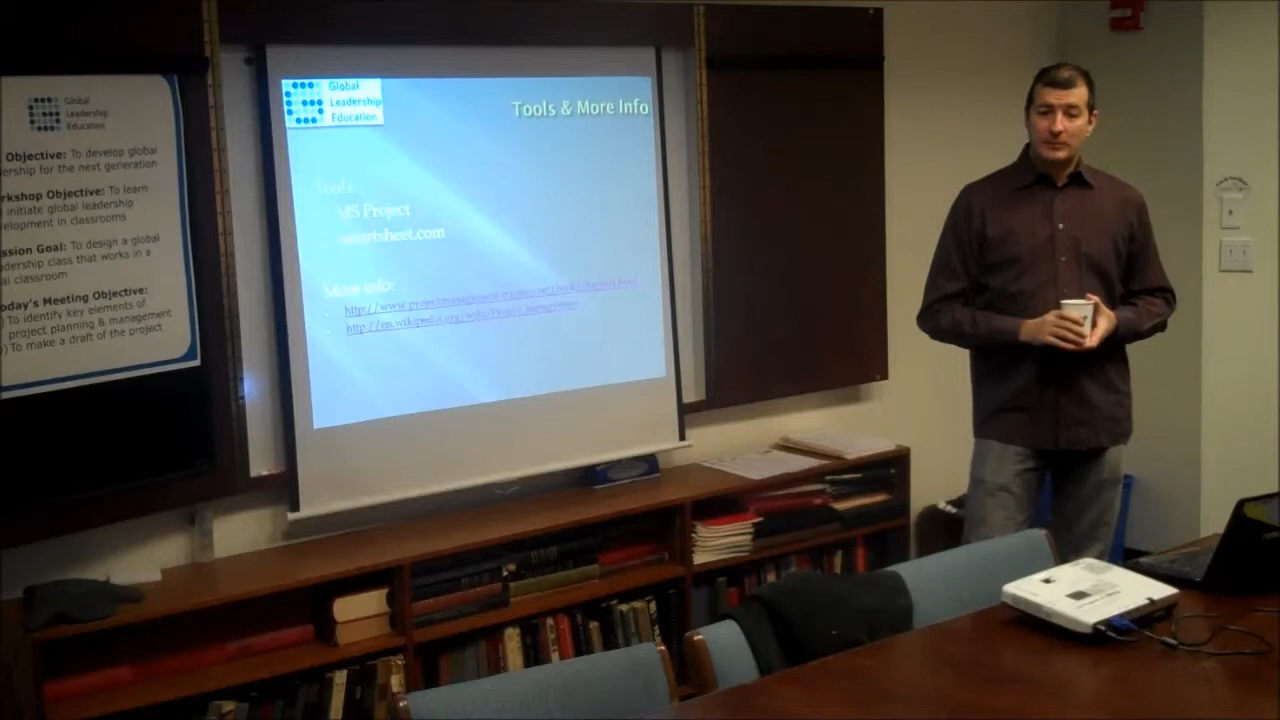 Global
Leadership
Education
Objective: To develop global
ership for the next generation
rkshop Objective: To learn
initiate global leadership
elopment in classrooms
ssion Goal: To design a global
dership class that works in a
al classroom
oday's Meeting Objective:
) To identify key elements of
project planning & management
) To make a draft of the project
Global
Leadership
Education
Tools & More Info
Tools:
MS Project
smartsheet.com
More info:
http://en.wikipedia.org/wiki/Project_management